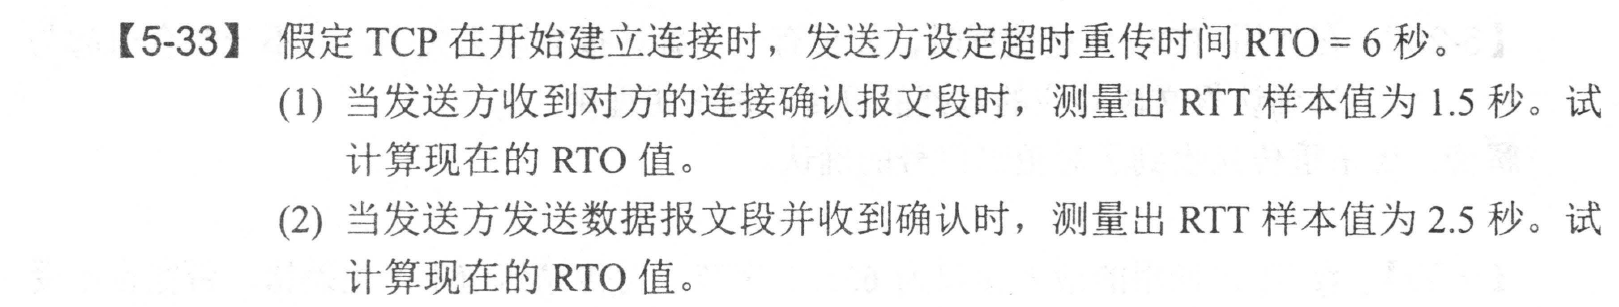 【5-33】 假定 TCP 在开始建立连接时，发送方设定超时重传时间 RTO = 6 秒。
(1) 当发送方收到对方的连接确认报文段时，测量出 RTT 样本值为 1.5 秒。试
计算现在的 RTO 值。
(2) 当发送方发送数据报文段并收到确认时，测量出 RTT 样本值为 2.5 秒。试
计算现在的 RTO 值。